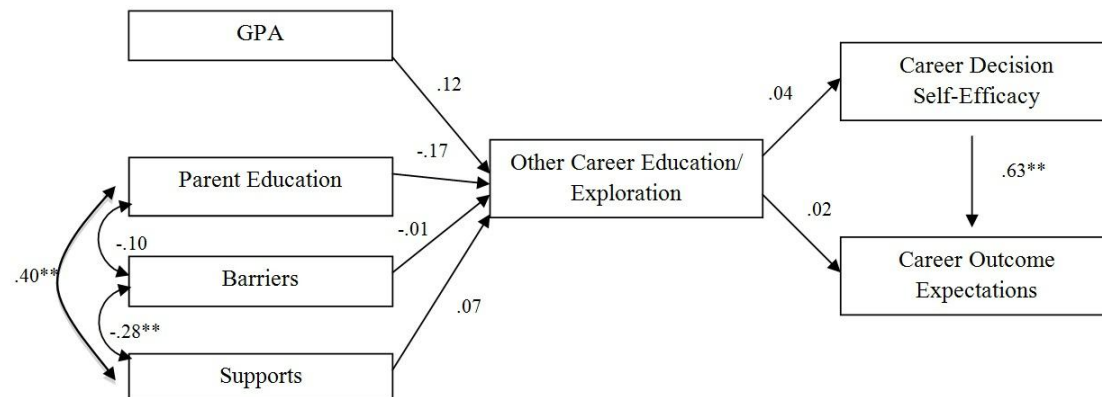 GPA
Career Decision
Self-Efficacy
.12
.04
-.17
Other Career Education/
Exploration
Parent Education
.63**
-.01
.02
-.10
.40**
Barriers
Career Outcome
Expectations
.07
-.28**
Supports